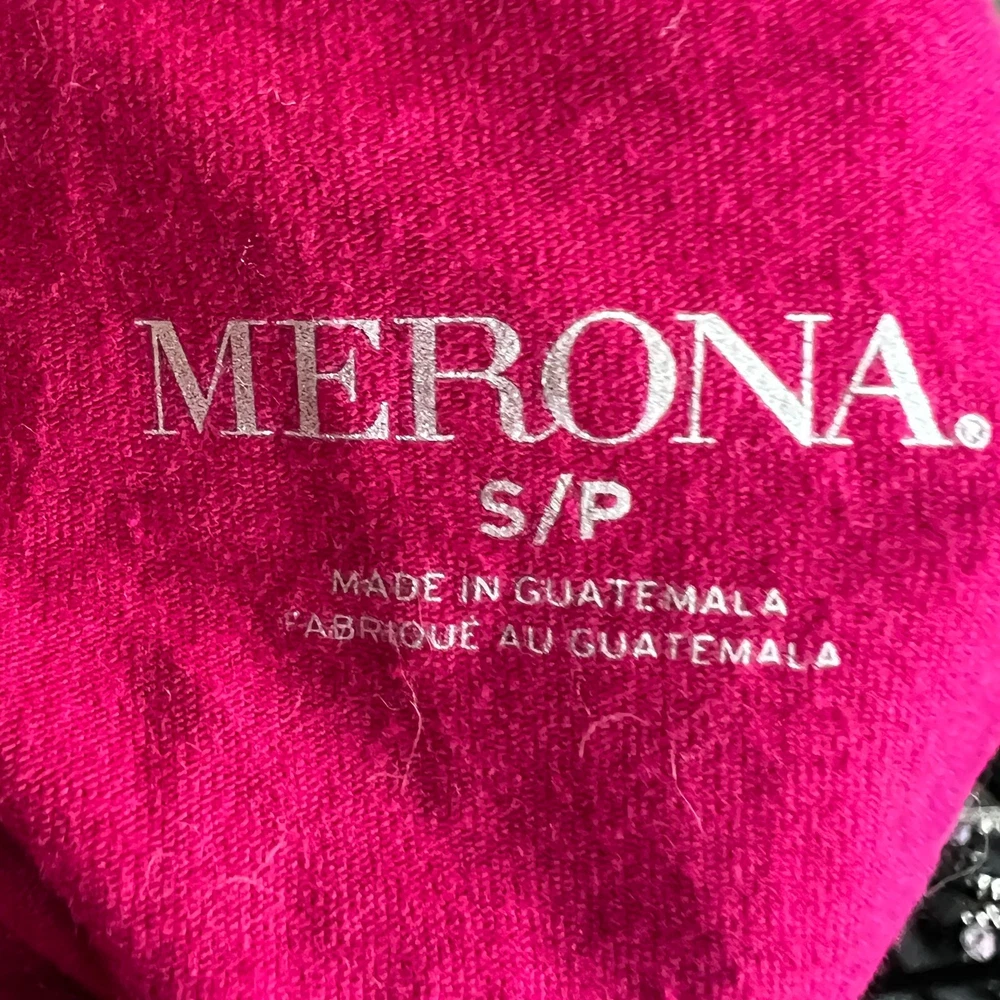 MERONA®
S/P
MADE IN GUATEMALA
FABRIQUÉ AU GUATEMALA